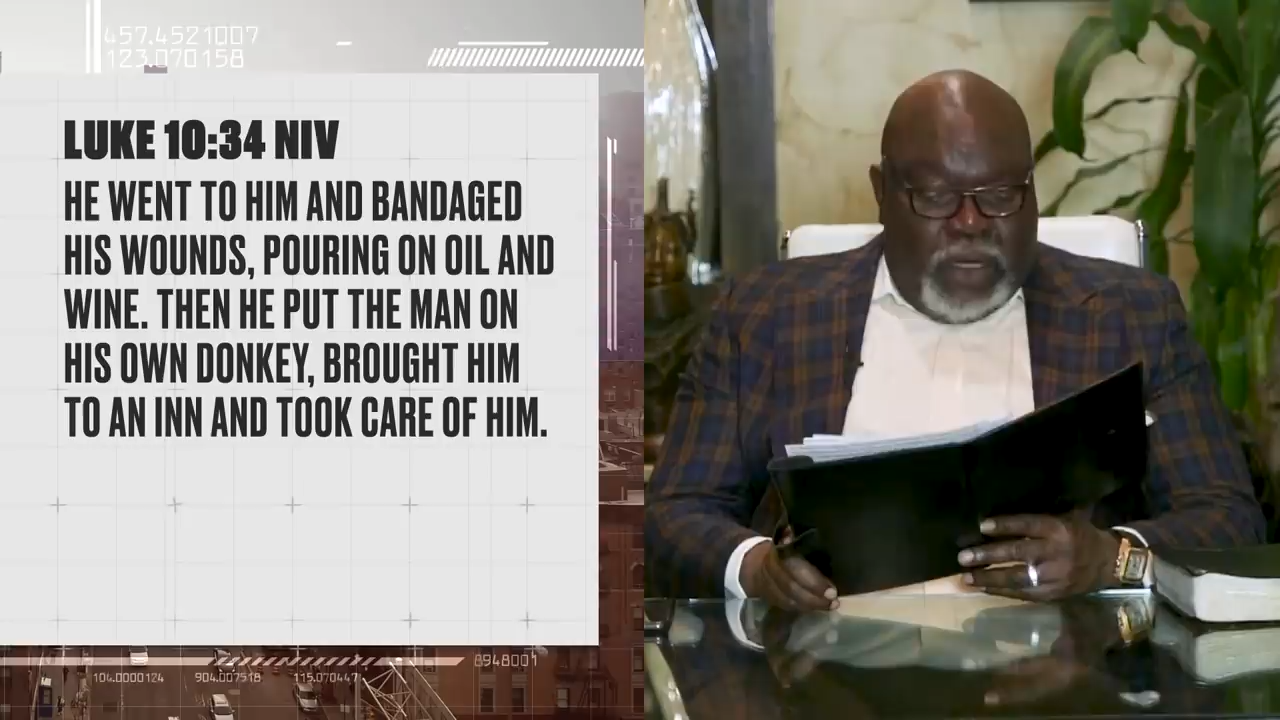 457.4521007
123.070158
LUKE 10:34 NIV
HE WENT TO HIM AND BANDAGED
HIS WOUNDS, POURING ON OIL AND
WINE. THEN HE PUT THE MAN ON
HIS OWN DONKEY, BROUGHT HIM
TO AN INN AND TOOK CARE OF HIM.
8948001
104.0000124 904.007518 115.070447